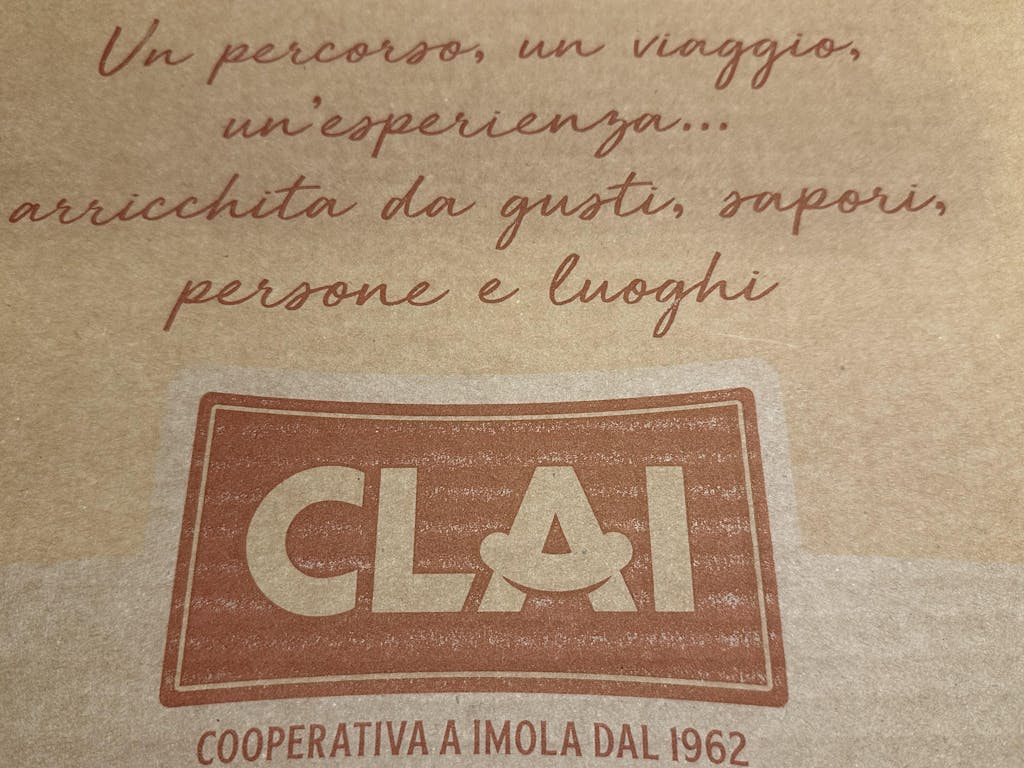 Un percorso, un viaggio,
un'esperienza...
arricchita da gusti, sapori,
persone e luoghi
CLAI
COOPERATIVA A IMOLA DAL 1962